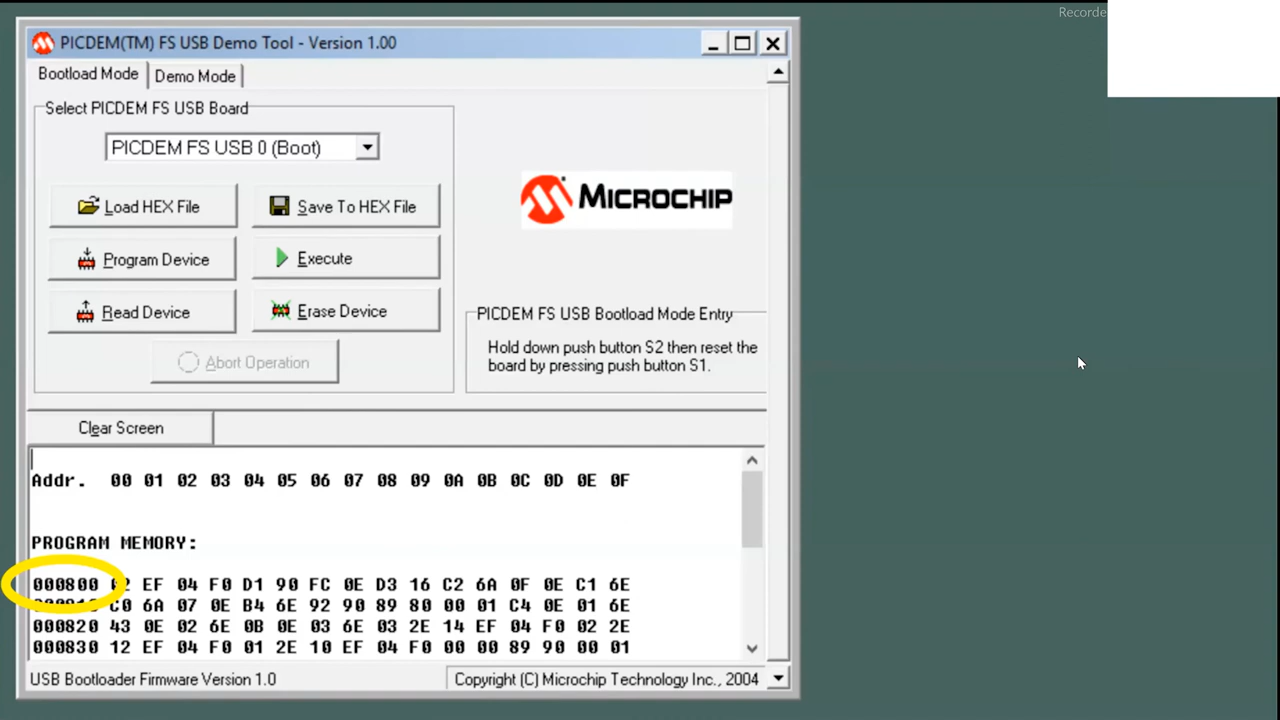 Recorde
PICDEM(TM) FS USB Demo Tool - Version 1.00
Bootload Mode
Demo Mode
Select PICDEM FS USB Board
PICDEM FS USB 0 (Boot)
Load HEX File
Save To HEX File
Program Device
Execute
Read Device
Erase Device
Abort Operation
MICROCHIP
PICDEM FS USB Bootload Mode Entry
Hold down push button S2 then reset the
board by pressing push button S1.
Clear Screen
Addr. 00 01 02 03 04 05 06 07 08 09 0A 0B 0C 0D 0E 0F
PROGRAM MEMORY:
000800 EF 04 F0 D1 90 FC 0E D3 16 C2 6A 0F 0E C1 6E
C0 6A 07 0E B4 6E 92 90 89 80 00 01 C4 0E 01 6E
000820 43 0E 02 6E 0B 0E 03 6E 03 2E 14 EF 04 F0 02 2E
000830 12 EF 04 F0 01 2E 10 EF 04 F0 00 00 89 90 00 01
USB Bootloader Firmware Version 1.0
Copyright (C) Microchip Technology Inc., 2004